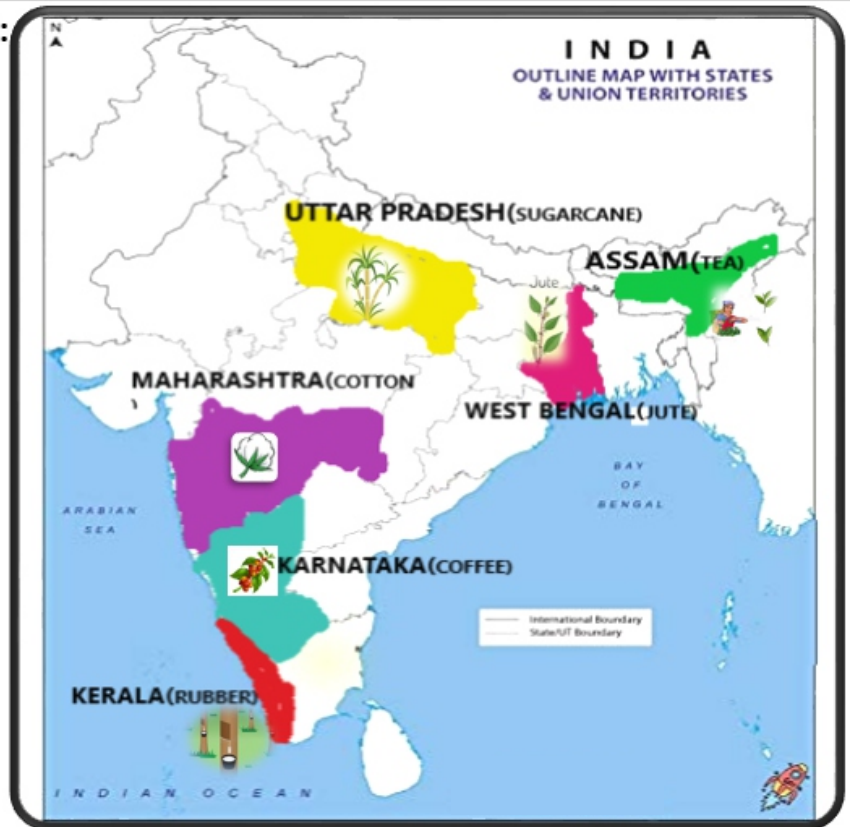 :
N
INDIA
OUTLINE MAP WITH STATES
& UNION TERRITORIES
UTTAR PRADESH(SUGARCANE)
ASSAM(TEA)
Jute
MAHARASHTRA(COTTON
WEST BENGAL(JUTE)
BAY
OF
BENGAL
ARABIAN
SEA
KARNATAKA(COFFEE)
International Boundary
State/UT Boundary
KERALA(RUBBER)
INDIAN OCEAN